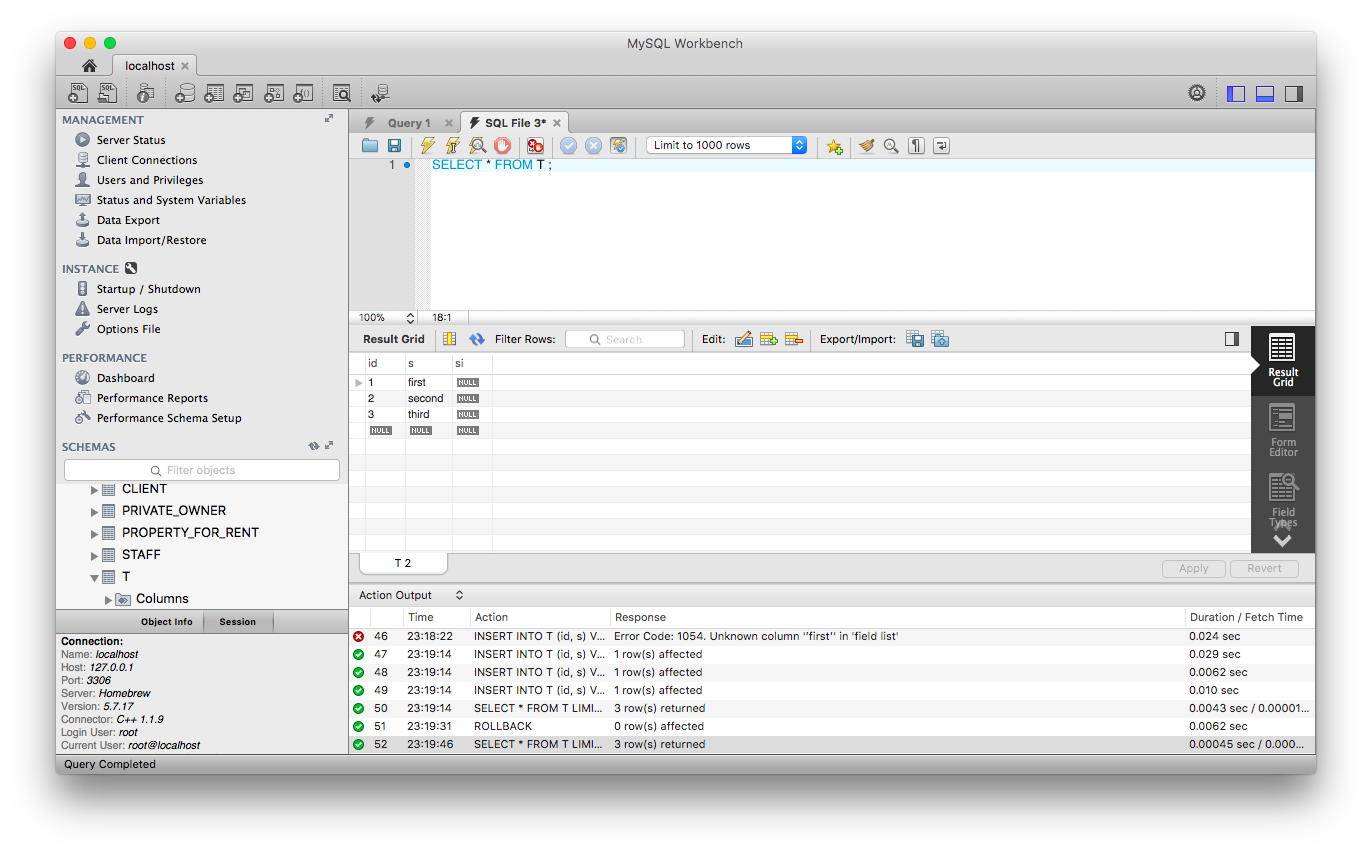 MySQL Workbench
localhost
MANAGEMENT
Server Status
Client Connections
Users and Privileges
Status and System Variables
Data Export
Data Import/Restore
INSTANCE
Startup / Shutdown
Server Logs
Options File
PERFORMANCE
Dashboard
Performance Reports
Performance Schema Setup
SCHEMAS
Filter objects
CLIENT
PRIVATE_OWNER
PROPERTY_FOR_RENT
STAFF
T
Columns
Object Info Session
Connection:
Name: localhost
Host: 127.0.0.1
Port: 3306
Server: Homebrew
Version: 5.7.17
Connector: C++ 1.1.9
Login User: root
Current User: root@localhost
Query 1 SQL File 3*
Limit to 1000 rows
1 SELECT * FROM T ;
100% 18:1
Result Grid Filter Rows: Search Edit: Export/Import:
id s si
1 first NULL
2 second NULL
3 third NULL
NULL NULL NULL
Result
Grid
Form
Editor
Field
Types
T 2
Apply Revert
Action Output
Time Action Response Duration / Fetch Time
46 23:18:22 INSERT INTO T (id, s) V... Error Code: 1054. Unknown column ''first'' in 'field list' 0.024 sec
47 23:19:14 INSERT INTO T (id, s) V... 1 row(s) affected 0.029 sec
48 23:19:14 INSERT INTO T (id, s) V... 1 row(s) affected 0.0062 sec
49 23:19:14 INSERT INTO T (id, s) V... 1 row(s) affected 0.010 sec
50 23:19:14 SELECT * FROM T LIMI... 3 row(s) returned 0.0043 sec / 0.00001...
51 23:19:31 ROLLBACK 0 row(s) affected 0.0062 sec
52 23:19:46 SELECT * FROM T LIMI... 3 row(s) returned 0.00045 sec / 0.000...
Query Completed